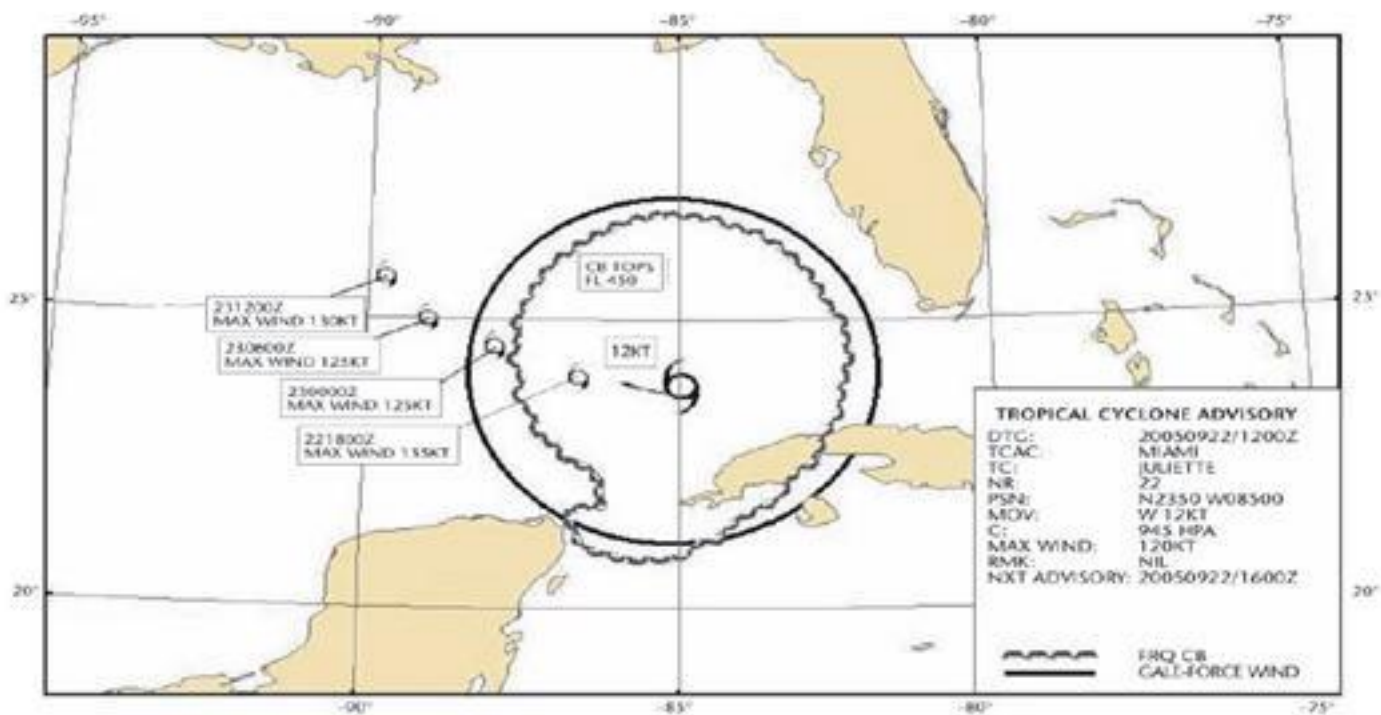 -95° -90° -85° -80° -75°
CB TOPS
FL 450
25° 25°
231200Z
MAX WIND 130KT
230600Z
MAX WIND 125KT
12KT
230000Z
MAX WIND 125KT
221800Z
MAX WIND 135KT
TROPICAL CYCLONE ADVISORY
DTG: 20050922/1200Z
TCAC: MIAMI
TC: JULIETTE
NR: 22
PSN: N2350 W08500
MOV: W 12KT
C: 945 HPA
MAX WIND: 120KT
RMK: NIL
NXT ADVISORY: 20050922/1600Z
20° 20°
FRQ CB
GALE-FORCE WIND
-90° -85° -80° -75°